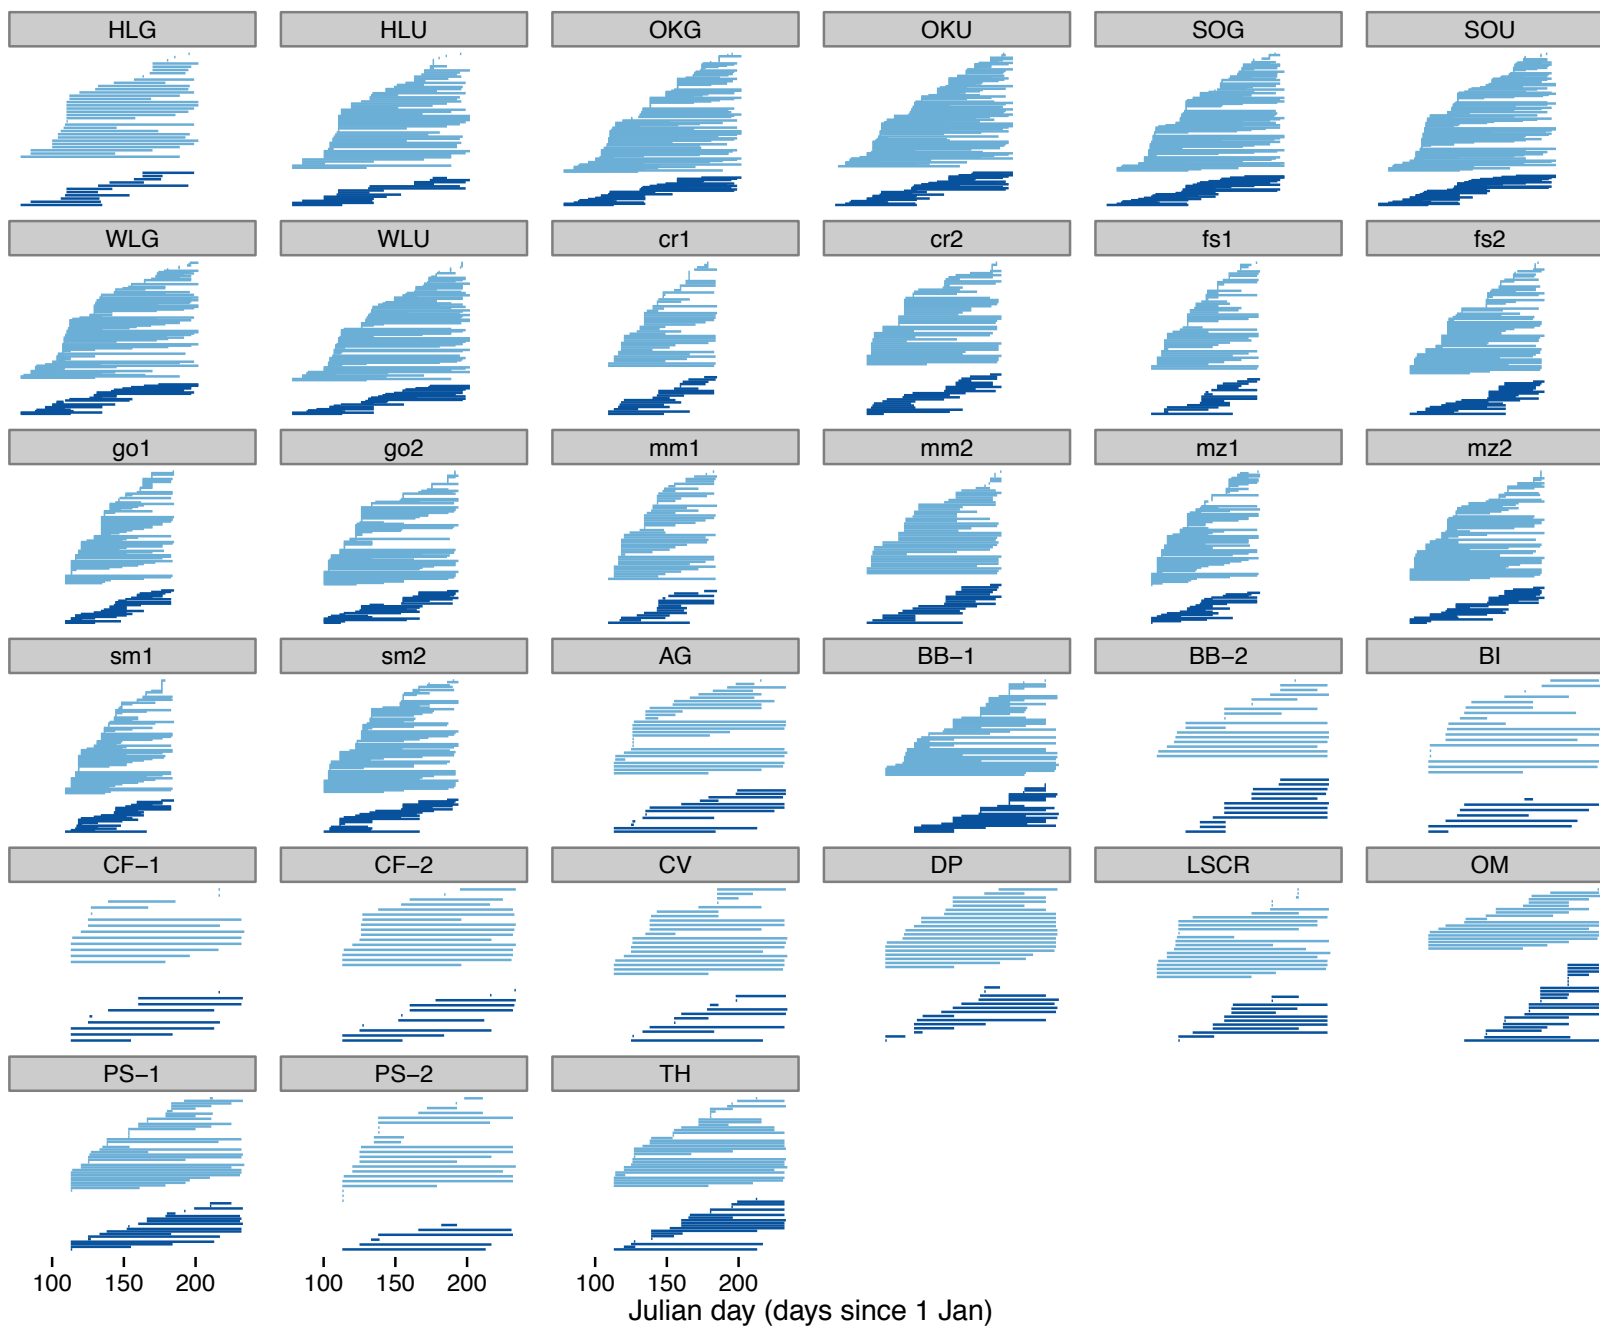 HLG HLU OKG OKU SOG SOU
WLG WLU cr1 cr2 fs1 fs2
go1 go2 mm1 mm2 mz1 mz2
sm1 sm2 AG BB−1 BB−2 BI
CF−1 CF−2 CV DP LSCR OM
PS−1 PS−2 TH
100 150 200 100 150 200 100 150 200
Julian day (days since 1 Jan)